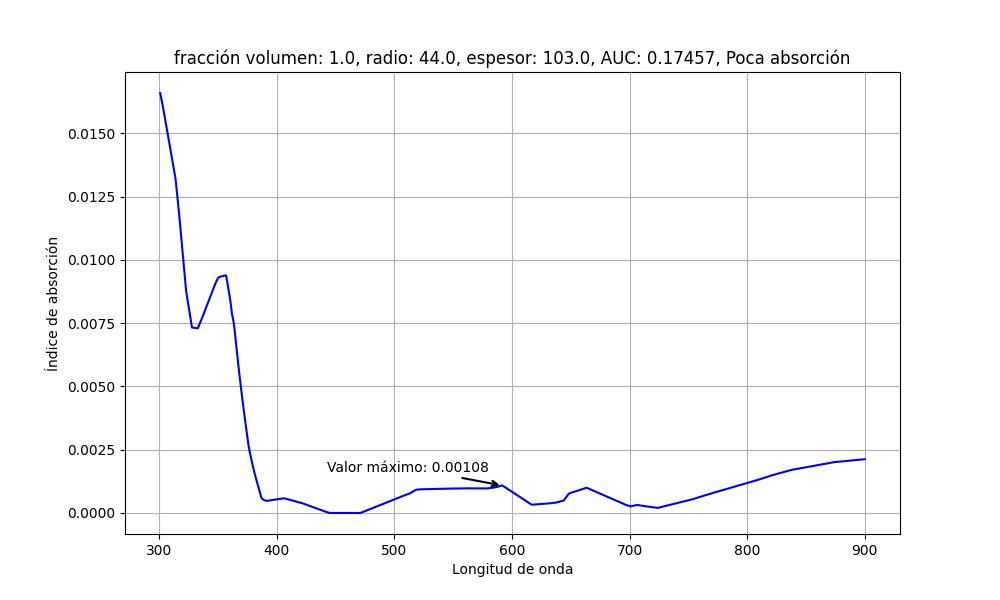 fracción volumen: 1.0, radio: 44.0, espesor: 103.0, AUC: 0.17457, Poca absorción
Índice de absorción
0.0150
0.0125
0.0100
0.0075
0.0050
0.0025
0.0000
Valor máximo: 0.00108
300 400 500 600 700 800 900
Longitud de onda